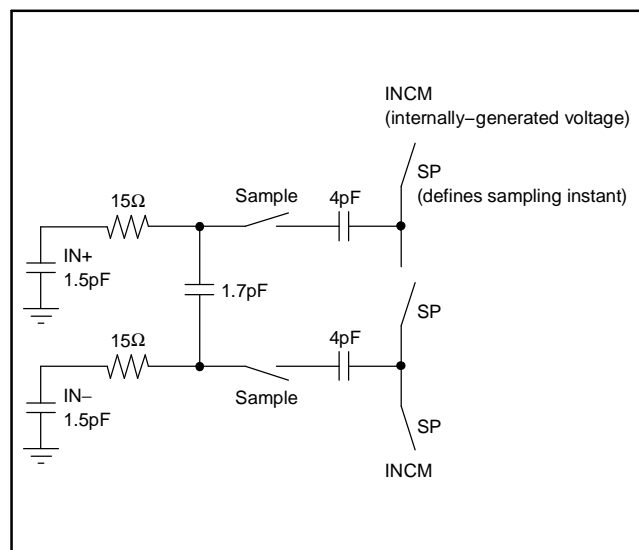 INCM
(internally−generated voltage)
SP
(defines sampling instant)
Sample
4pF
15Ω
IN+
1.5pF
1.7pF
SP
15Ω
4pF
Sample
IN−
1.5pF
SP
INCM